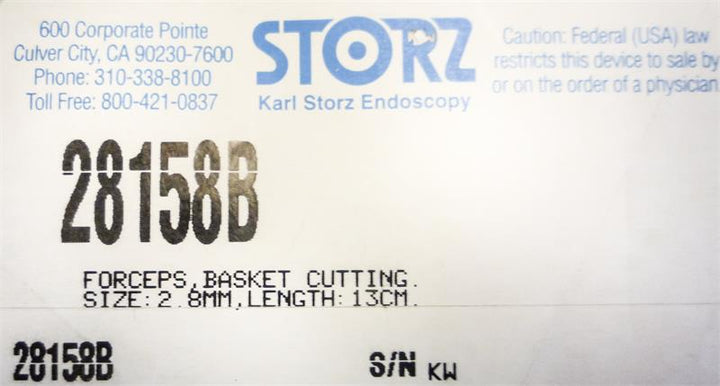 600 Corporate Pointe
Culver City, CA 90230-7600
Phone: 310-338-8100
Toll Free: 800-421-0837
STORZ
Karl Storz Endoscopy
Caution: Federal (USA) law
restricts this device to sale by
or on the order of a physician.
28158B
FORCEPS, BASKET CUTTING.
SIZE: 2.8MM, LENGTH: 13CM.
28158B
S/N KW